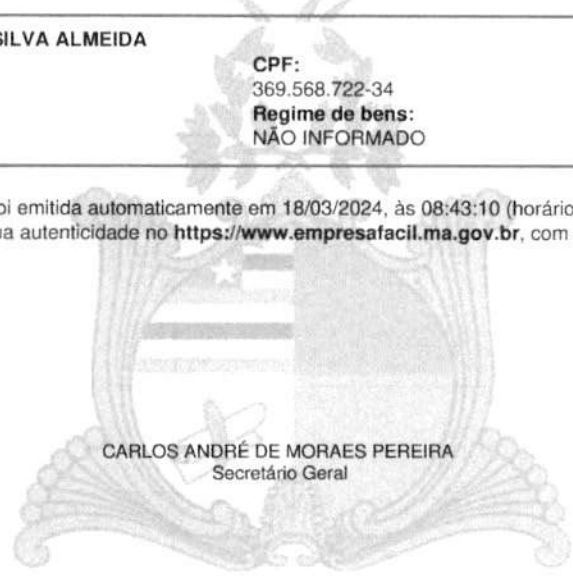 SILVA ALMEIDA
CPF:
369.568.722-34
Regime de bens:
NÃO INFORMADO
oi emitida automaticamente em 18/03/2024, às 08:43:10 (horário
a autenticidade no https://www.empresafacil.ma.gov.br, com
CARLOS ANDRÉ DE MORAES PEREIRA
Secretário Geral